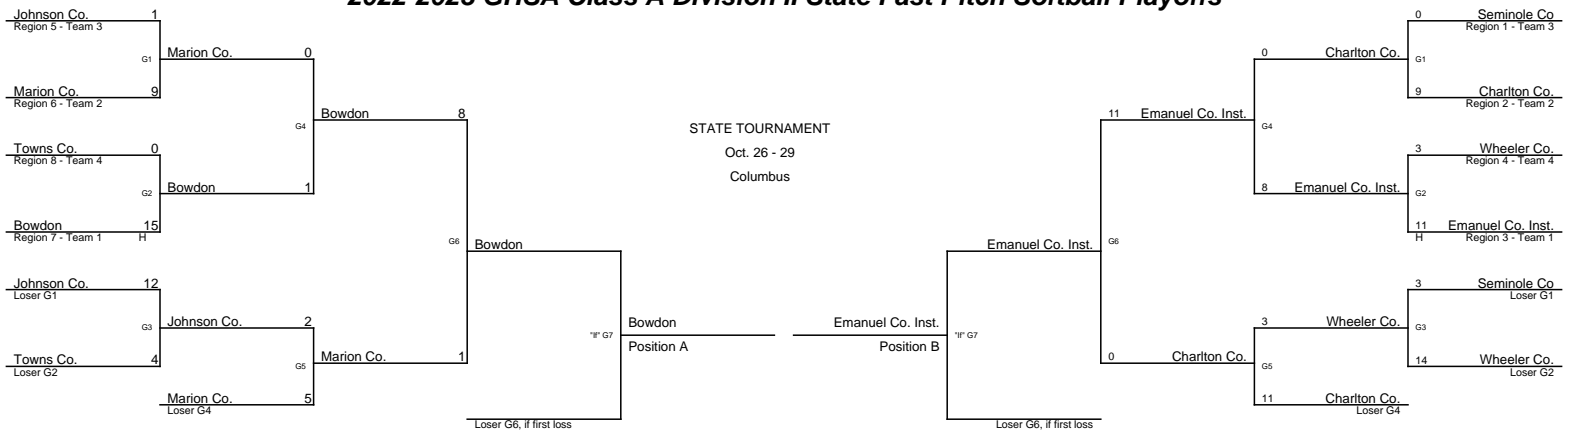 2022-2023 GHSA Class A Division II State Fast Pitch Softball Playoffs
Johnson Co. 1
Region 5 - Team 3
G1
Marion Co. 0
Marion Co. 9
Region 6 - Team 2
G4
Bowdon 8
Towns Co. 0
Region 8 - Team 4
G2
Bowdon 1
Bowdon 15
Region 7 - Team 1 H
G6
Bowdon
Johnson Co. 12
Loser G1
G3
Johnson Co. 2
Towns Co. 4
Loser G2
G5
Marion Co. 1
Marion Co. 5
Loser G4
"If" G7
Bowdon
Position A
Loser G6, if first loss
STATE TOURNAMENT
Oct. 26 - 29
Columbus
0 Seminole Co
Region 1 - Team 3
0 Charlton Co.
G1
9 Charlton Co.
Region 2 - Team 2
11 Emanuel Co. Inst.
G4
3 Wheeler Co.
Region 4 - Team 4
8 Emanuel Co. Inst.
G2
11 Emanuel Co. Inst.
H Region 3 - Team 1
Emanuel Co. Inst.
G6
3 Seminole Co
Loser G1
3 Wheeler Co.
G3
14 Wheeler Co.
Loser G2
0 Charlton Co.
G5
11 Charlton Co.
Loser G4
Emanuel Co. Inst.
Position B
"If" G7
Loser G6, if first loss